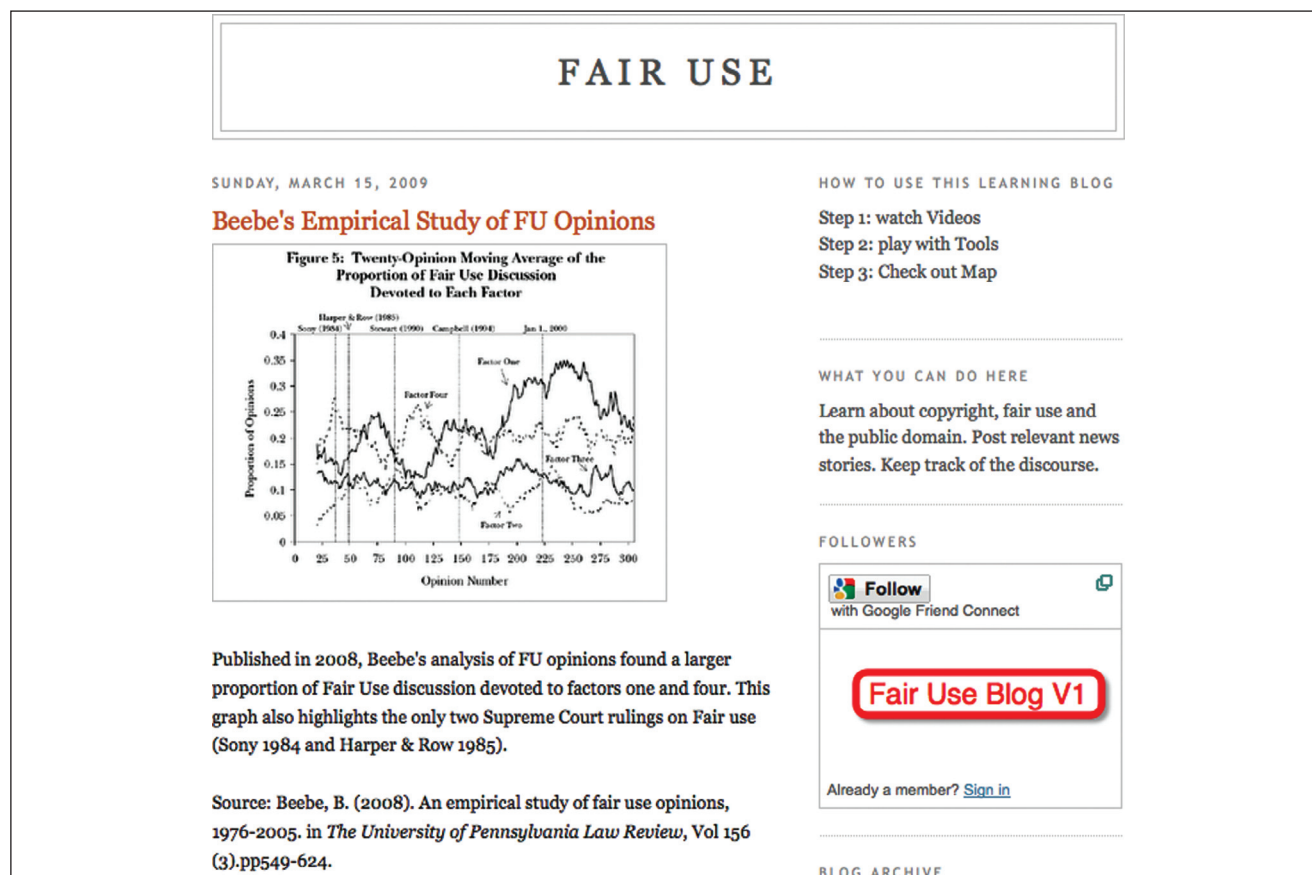 FAIR USE
SUNDAY, MARCH 15, 2009
Beebe's Empirical Study of FU Opinions
Figure 5: Twenty-Opinion Moving Average of the
Proportion of Fair Use Discussion
Devoted to Each Factor
Harper & Row (1985)
Sony (1984) Stewart (1990) Campbell (1994) Jan 1., 2000
0.4
0.35
0.3
0.25
0.2
0.15
0.1
0.05
0
Proportion of Opinions
Factor One
Factor Four
Factor Three
Factor Two
0 25 50 75 100 125 150 175 200 225 250 275 300
Opinion Number
Published in 2008, Beebe's analysis of FU opinions found a larger
proportion of Fair Use discussion devoted to factors one and four. This
graph also highlights the only two Supreme Court rulings on Fair use
(Sony 1984 and Harper & Row 1985).
Source: Beebe, B. (2008). An empirical study of fair use opinions,
1976-2005. in The University of Pennsylvania Law Review, Vol 156
(3).pp549-624.
HOW TO USE THIS LEARNING BLOG
Step 1: watch Videos
Step 2: play with Tools
Step 3: Check out Map
WHAT YOU CAN DO HERE
Learn about copyright, fair use and
the public domain. Post relevant news
stories. Keep track of the discourse.
FOLLOWERS
Follow
with Google Friend Connect
Fair Use Blog V1
Already a member? Sign in
BLOG ARCHIVE